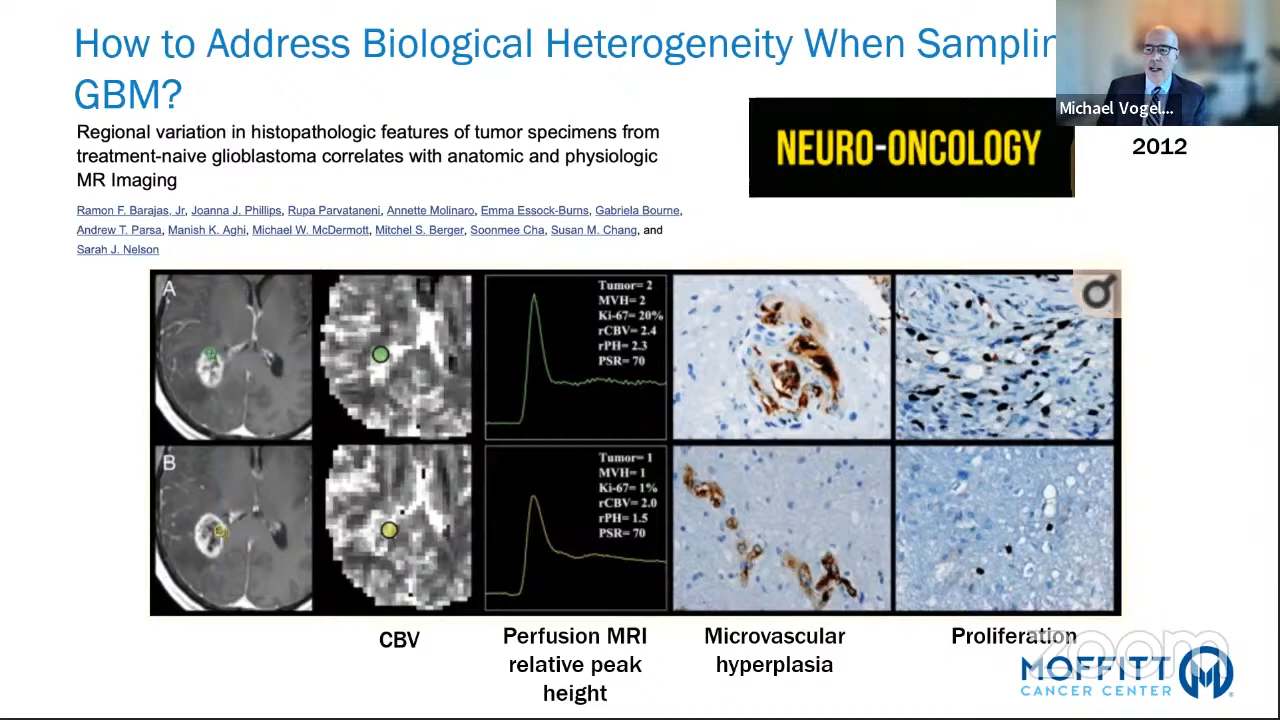 How to Address Biological Heterogeneity When Samplin
GBM?
Michael Vogel...
Regional variation in histopathologic features of tumor specimens from
treatment-naive glioblastoma correlates with anatomic and physiologic
MR Imaging
NEURO-ONCOLOGY
2012
Ramon F. Barajas, Jr, Joanna J. Phillips, Rupa Parvataneni, Annette Molinaro, Emma Essock-Burns, Gabriela Bourne,
Andrew T. Parsa, Manish K. Aghi, Michael W. McDermott, Mitchel S. Berger, Soonmee Cha, Susan M. Chang, and
Sarah J. Nelson
A
Tumor= 2
MVH= 2
Ki-67= 20%
rCBV= 2.4
rPH= 2.3
PSR= 70
B
Tumor= 1
MVH= 1
Ki-67= 1%
rCBV= 2.0
rPH= 1.5
PSR= 70
CBV
Perfusion MRI
relative peak
height
Microvascular
hyperplasia
Proliferation
zoom
MOFFITT
CANCER CENTER